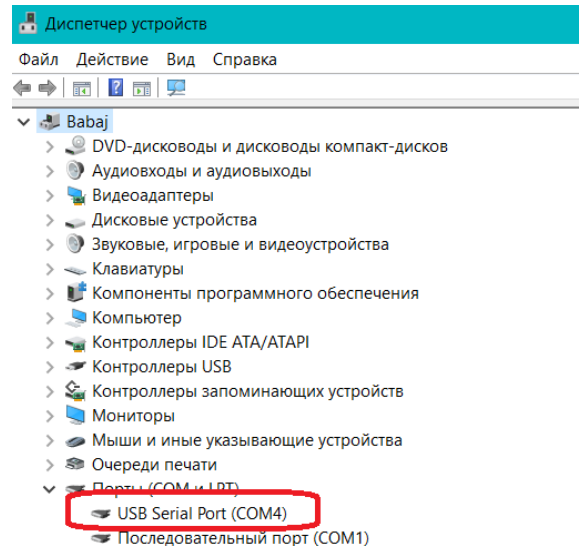 Диспетчер устройств
Файл Действие Вид Справка
Babaj
DVD-дисководы и дисководы компакт-дисков
Аудиовходы и аудиовыходы
Видеоадаптеры
Дисковые устройства
Звуковые, игровые и видеоустройства
Клавиатуры
Компоненты программного обеспечения
Компьютер
Контроллеры IDE ATA/ATAPI
Контроллеры USB
Контроллеры запоминающих устройств
Мониторы
Мыши и иные указывающие устройства
Очереди печати
Порты (COM и LPT)
USB Serial Port (COM4)
Последовательный порт (COM1)